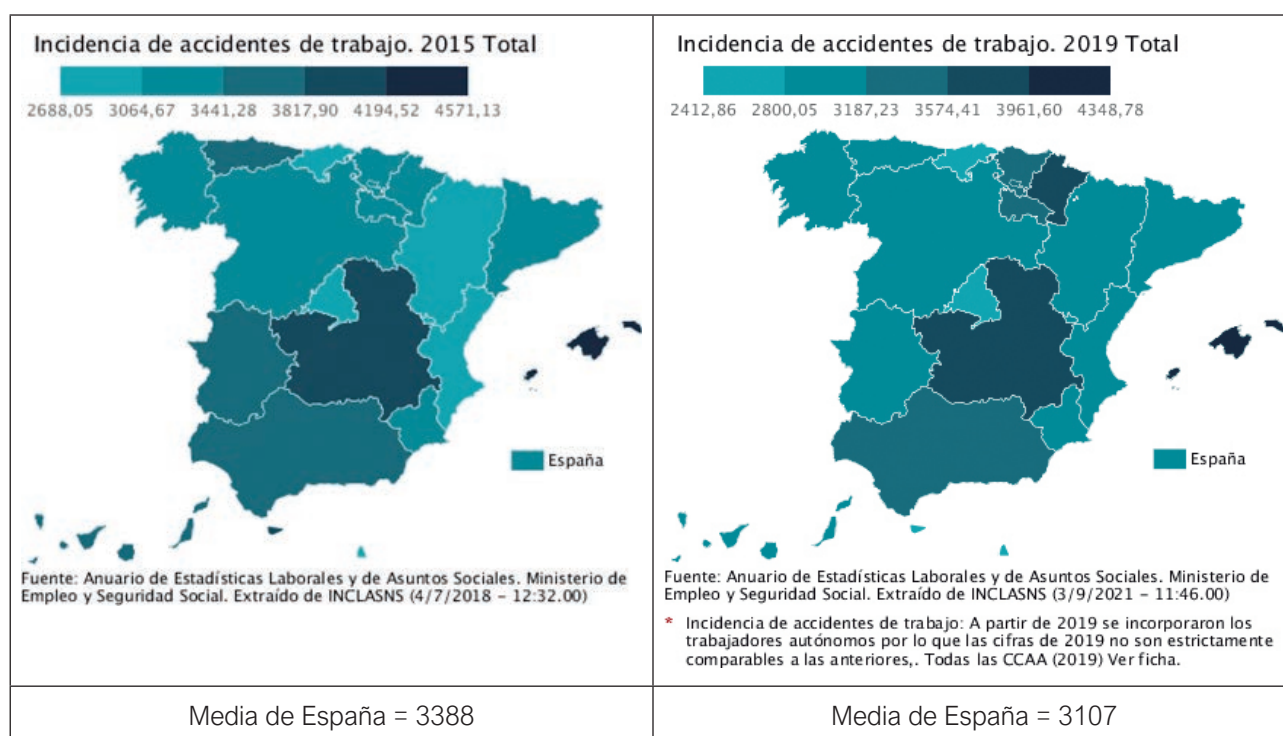 Incidencia de accidentes de trabajo. 2015 Total
2688,05 3064,67 3441,28 3817,90 4194,52 4571,13
España
Fuente: Anuario de Estadísticas Laborales y de Asuntos Sociales. Ministerio de
Empleo y Seguridad Social. Extraído de INCLASNS (4/7/2018 - 12:32.00)
Media de España = 3388
Incidencia de accidentes de trabajo. 2019 Total
2412,86 2800,05 3187,23 3574,41 3961,60 4348,78
España
Fuente: Anuario de Estadísticas Laborales y de Asuntos Sociales. Ministerio de
Empleo y Seguridad Social. Extraído de INCLASNS (3/9/2021 - 11:46.00)
* Incidencia de accidentes de trabajo: A partir de 2019 se incorporaron los
trabajadores autónomos por lo que las cifras de 2019 no son estrictamente
comparables a las anteriores,. Todas las CCAA (2019) Ver ficha.
Media de España = 3107